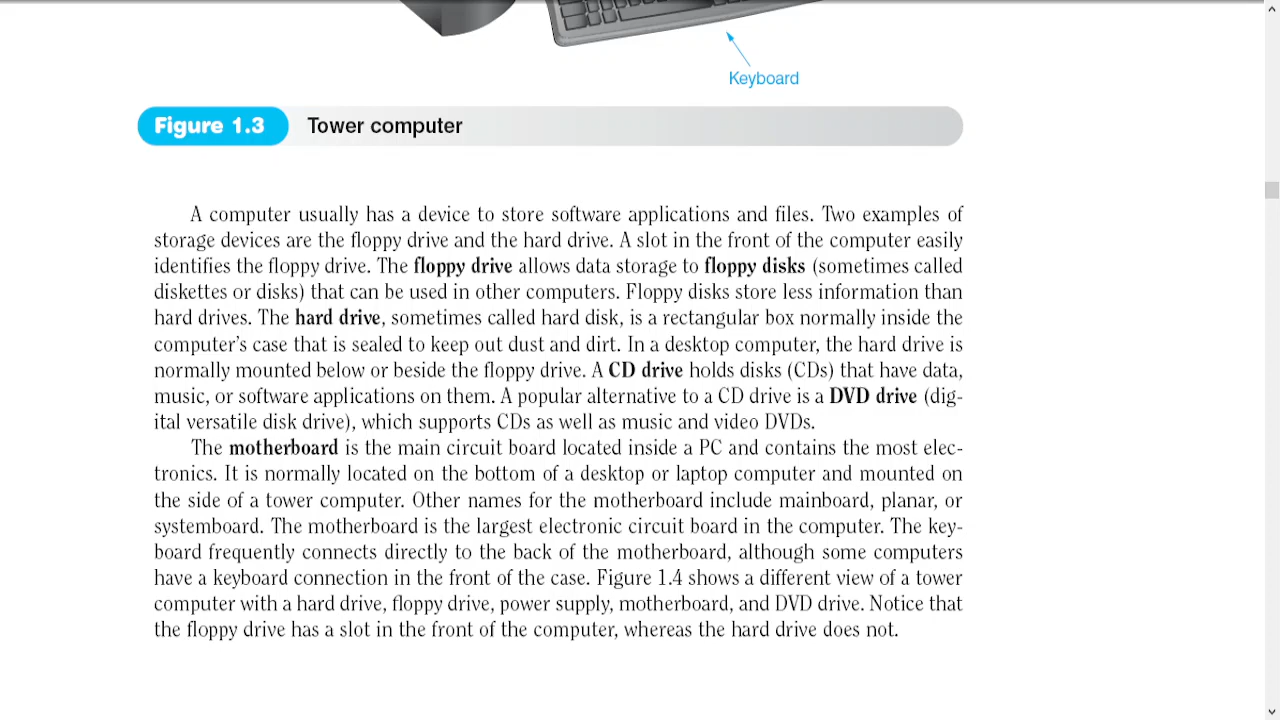 Keyboard
Figure 1.3 Tower computer
A computer usually has a device to store software applications and files. Two examples of
storage devices are the floppy drive and the hard drive. A slot in the front of the computer easily
identifies the floppy drive. The floppy drive allows data storage to floppy disks (sometimes called
diskettes or disks) that can be used in other computers. Floppy disks store less information than
hard drives. The hard drive, sometimes called hard disk, is a rectangular box normally inside the
computer's case that is sealed to keep out dust and dirt. In a desktop computer, the hard drive is
normally mounted below or beside the floppy drive. A CD drive holds disks (CDs) that have data,
music, or software applications on them. A popular alternative to a CD drive is a DVD drive (dig-
ital versatile disk drive), which supports CDs as well as music and video DVDs.
The motherboard is the main circuit board located inside a PC and contains the most elec-
tronics. It is normally located on the bottom of a desktop or laptop computer and mounted on
the side of a tower computer. Other names for the motherboard include mainboard, planar, or
systemboard. The motherboard is the largest electronic circuit board in the computer. The key-
board frequently connects directly to the back of the motherboard, although some computers
have a keyboard connection in the front of the case. Figure 1.4 shows a different view of a tower
computer with a hard drive, floppy drive, power supply, motherboard, and DVD drive. Notice that
the floppy drive has a slot in the front of the computer, whereas the hard drive does not.